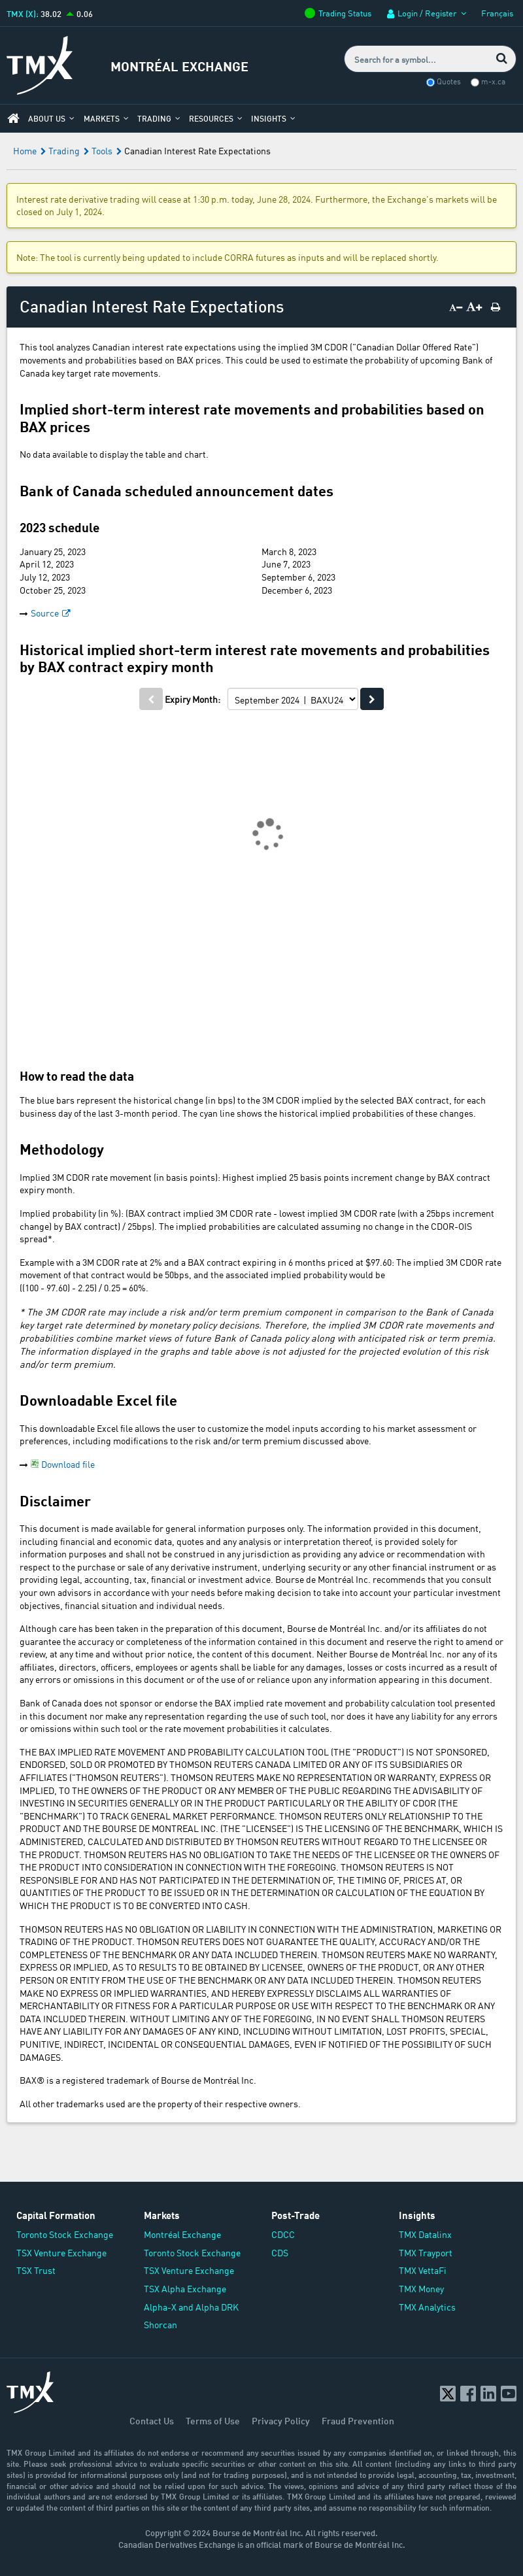 TMX (X): 38.02 0.06
Trading Status Login / Register Français
TMX
MONTRÉAL EXCHANGE
Search for a symbol...
Quotes m-x.ca
ABOUT US MARKETS TRADING RESOURCES INSIGHTS
Home Trading Tools Canadian Interest Rate Expectations
Interest rate derivative trading will cease at 1:30 p.m. today, June 28, 2024. Furthermore, the Exchange's markets will be
closed on July 1, 2024.
Note: The tool is currently being updated to include CORRA futures as inputs and will be replaced shortly.
Canadian Interest Rate Expectations
A− A+
This tool analyzes Canadian interest rate expectations using the implied 3M CDOR ("Canadian Dollar Offered Rate")
movements and probabilities based on BAX prices. This could be used to estimate the probability of upcoming Bank of
Canada key target rate movements.
Implied short-term interest rate movements and probabilities based on
BAX prices
No data available to display the table and chart.
Bank of Canada scheduled announcement dates
2023 schedule
January 25, 2023 March 8, 2023
April 12, 2023 June 7, 2023
July 12, 2023 September 6, 2023
October 25, 2023 December 6, 2023
Source
Historical implied short-term interest rate movements and probabilities
by BAX contract expiry month
Expiry Month: September 2024 | BAXU24
How to read the data
The blue bars represent the historical change (in bps) to the 3M CDOR implied by the selected BAX contract, for each
business day of the last 3-month period. The cyan line shows the historical implied probabilities of these changes.
Methodology
Implied 3M CDOR rate movement (in basis points): Highest implied 25 basis points increment change by BAX contract
expiry month.
Implied probability (in %): (BAX contract implied 3M CDOR rate - lowest implied 3M CDOR rate (with a 25bps increment
change) by BAX contract) / 25bps). The implied probabilities are calculated assuming no change in the CDOR-OIS
spread*.
Example with a 3M CDOR rate at 2% and a BAX contract expiring in 6 months priced at $97.60: The implied 3M CDOR rate
movement of that contract would be 50bps, and the associated implied probability would be
((100 - 97.60) - 2.25) / 0.25 = 60%.
* The 3M CDOR rate may include a risk and/or term premium component in comparison to the Bank of Canada
key target rate determined by monetary policy decisions. Therefore, the implied 3M CDOR rate movements and
probabilities combine market views of future Bank of Canada policy along with anticipated risk or term premia.
The information displayed in the graphs and table above is not adjusted for the projected evolution of this risk
and/or term premium.
Downloadable Excel file
This downloadable Excel file allows the user to customize the model inputs according to his market assessment or
preferences, including modifications to the risk and/or term premium discussed above.
Download file
Disclaimer
This document is made available for general information purposes only. The information provided in this document,
including financial and economic data, quotes and any analysis or interpretation thereof, is provided solely for
information purposes and shall not be construed in any jurisdiction as providing any advice or recommendation with
respect to the purchase or sale of any derivative instrument, underlying security or any other financial instrument or as
providing legal, accounting, tax, financial or investment advice. Bourse de Montréal Inc. recommends that you consult
your own advisors in accordance with your needs before making decision to take into account your particular investment
objectives, financial situation and individual needs.
Although care has been taken in the preparation of this document, Bourse de Montréal Inc. and/or its affiliates do not
guarantee the accuracy or completeness of the information contained in this document and reserve the right to amend or
review, at any time and without prior notice, the content of this document. Neither Bourse de Montréal Inc. nor any of its
affiliates, directors, officers, employees or agents shall be liable for any damages, losses or costs incurred as a result of
any errors or omissions in this document or of the use of or reliance upon any information appearing in this document.
Bank of Canada does not sponsor or endorse the BAX implied rate movement and probability calculation tool presented
in this document nor make any representation regarding the use of such tool, nor does it have any liability for any errors
or omissions within such tool or the rate movement probabilities it calculates.
THE BAX IMPLIED RATE MOVEMENT AND PROBABILITY CALCULATION TOOL (THE "PRODUCT") IS NOT SPONSORED,
ENDORSED, SOLD OR PROMOTED BY THOMSON REUTERS CANADA LIMITED OR ANY OF ITS SUBSIDIARIES OR
AFFILIATES ("THOMSON REUTERS"). THOMSON REUTERS MAKE NO REPRESENTATION OR WARRANTY, EXPRESS OR
IMPLIED, TO THE OWNERS OF THE PRODUCT OR ANY MEMBER OF THE PUBLIC REGARDING THE ADVISABILITY OF
INVESTING IN SECURITIES GENERALLY OR IN THE PRODUCT PARTICULARLY OR THE ABILITY OF CDOR (THE
"BENCHMARK") TO TRACK GENERAL MARKET PERFORMANCE. THOMSON REUTERS ONLY RELATIONSHIP TO THE
PRODUCT AND THE BOURSE DE MONTREAL INC. (THE "LICENSEE") IS THE LICENSING OF THE BENCHMARK, WHICH IS
ADMINISTERED, CALCULATED AND DISTRIBUTED BY THOMSON REUTERS WITHOUT REGARD TO THE LICENSEE OR
THE PRODUCT. THOMSON REUTERS HAS NO OBLIGATION TO TAKE THE NEEDS OF THE LICENSEE OR THE OWNERS OF
THE PRODUCT INTO CONSIDERATION IN CONNECTION WITH THE FOREGOING. THOMSON REUTERS IS NOT
RESPONSIBLE FOR AND HAS NOT PARTICIPATED IN THE DETERMINATION OF, THE TIMING OF, PRICES AT, OR
QUANTITIES OF THE PRODUCT TO BE ISSUED OR IN THE DETERMINATION OR CALCULATION OF THE EQUATION BY
WHICH THE PRODUCT IS TO BE CONVERTED INTO CASH.
THOMSON REUTERS HAS NO OBLIGATION OR LIABILITY IN CONNECTION WITH THE ADMINISTRATION, MARKETING OR
TRADING OF THE PRODUCT. THOMSON REUTERS DOES NOT GUARANTEE THE QUALITY, ACCURACY AND/OR THE
COMPLETENESS OF THE BENCHMARK OR ANY DATA INCLUDED THEREIN. THOMSON REUTERS MAKE NO WARRANTY,
EXPRESS OR IMPLIED, AS TO RESULTS TO BE OBTAINED BY LICENSEE, OWNERS OF THE PRODUCT, OR ANY OTHER
PERSON OR ENTITY FROM THE USE OF THE BENCHMARK OR ANY DATA INCLUDED THEREIN. THOMSON REUTERS
MAKE NO EXPRESS OR IMPLIED WARRANTIES, AND HEREBY EXPRESSLY DISCLAIMS ALL WARRANTIES OF
MERCHANTABILITY OR FITNESS FOR A PARTICULAR PURPOSE OR USE WITH RESPECT TO THE BENCHMARK OR ANY
DATA INCLUDED THEREIN. WITHOUT LIMITING ANY OF THE FOREGOING, IN NO EVENT SHALL THOMSON REUTERS
HAVE ANY LIABILITY FOR ANY DAMAGES OF ANY KIND, INCLUDING WITHOUT LIMITATION, LOST PROFITS, SPECIAL,
PUNITIVE, INDIRECT, INCIDENTAL OR CONSEQUENTIAL DAMAGES, EVEN IF NOTIFIED OF THE POSSIBILITY OF SUCH
DAMAGES.
BAX® is a registered trademark of Bourse de Montréal Inc.
All other trademarks used are the property of their respective owners.
Capital Formation Markets Post-Trade Insights
Toronto Stock Exchange Montréal Exchange CDCC TMX Datalinx
TSX Venture Exchange Toronto Stock Exchange CDS TMX Trayport
TSX Trust TSX Venture Exchange TMX VettaFi
TSX Alpha Exchange TMX Money
Alpha-X and Alpha DRK TMX Analytics
Shorcan
TMX
Contact Us Terms of Use Privacy Policy Fraud Prevention
TMX Group Limited and its affiliates do not endorse or recommend any securities issued by any companies identified on, or linked through, this
site. Please seek professional advice to evaluate specific securities or other content on this site. All content (including any links to third party
sites) is provided for informational purposes only (and not for trading purposes), and is not intended to provide legal, accounting, tax, investment,
financial or other advice and should not be relied upon for such advice. The views, opinions and advice of any third party reflect those of the
individual authors and are not endorsed by TMX Group Limited or its affiliates. TMX Group Limited and its affiliates have not prepared, reviewed
or updated the content of third parties on this site or the content of any third party sites, and assume no responsibility for such information.
Copyright © 2024 Bourse de Montréal Inc. All rights reserved.
Canadian Derivatives Exchange is an official mark of Bourse de Montréal Inc.